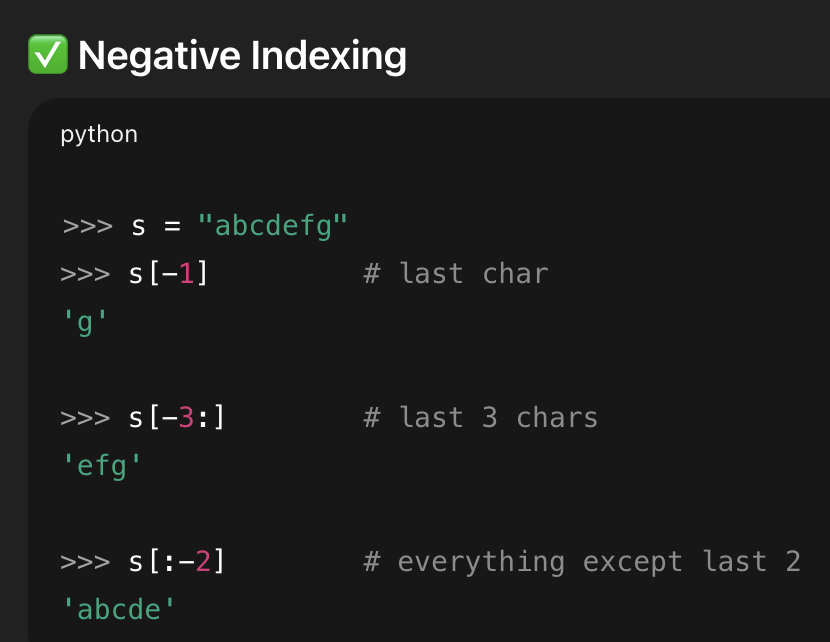 ✅ Negative Indexing
python
>>> s = "abcdefg"
>>> s[-1]         # last char
'g'
>>> s[-3:]        # last 3 chars
'efg'
>>> s[:-2]        # everything except last 2
'abcde'